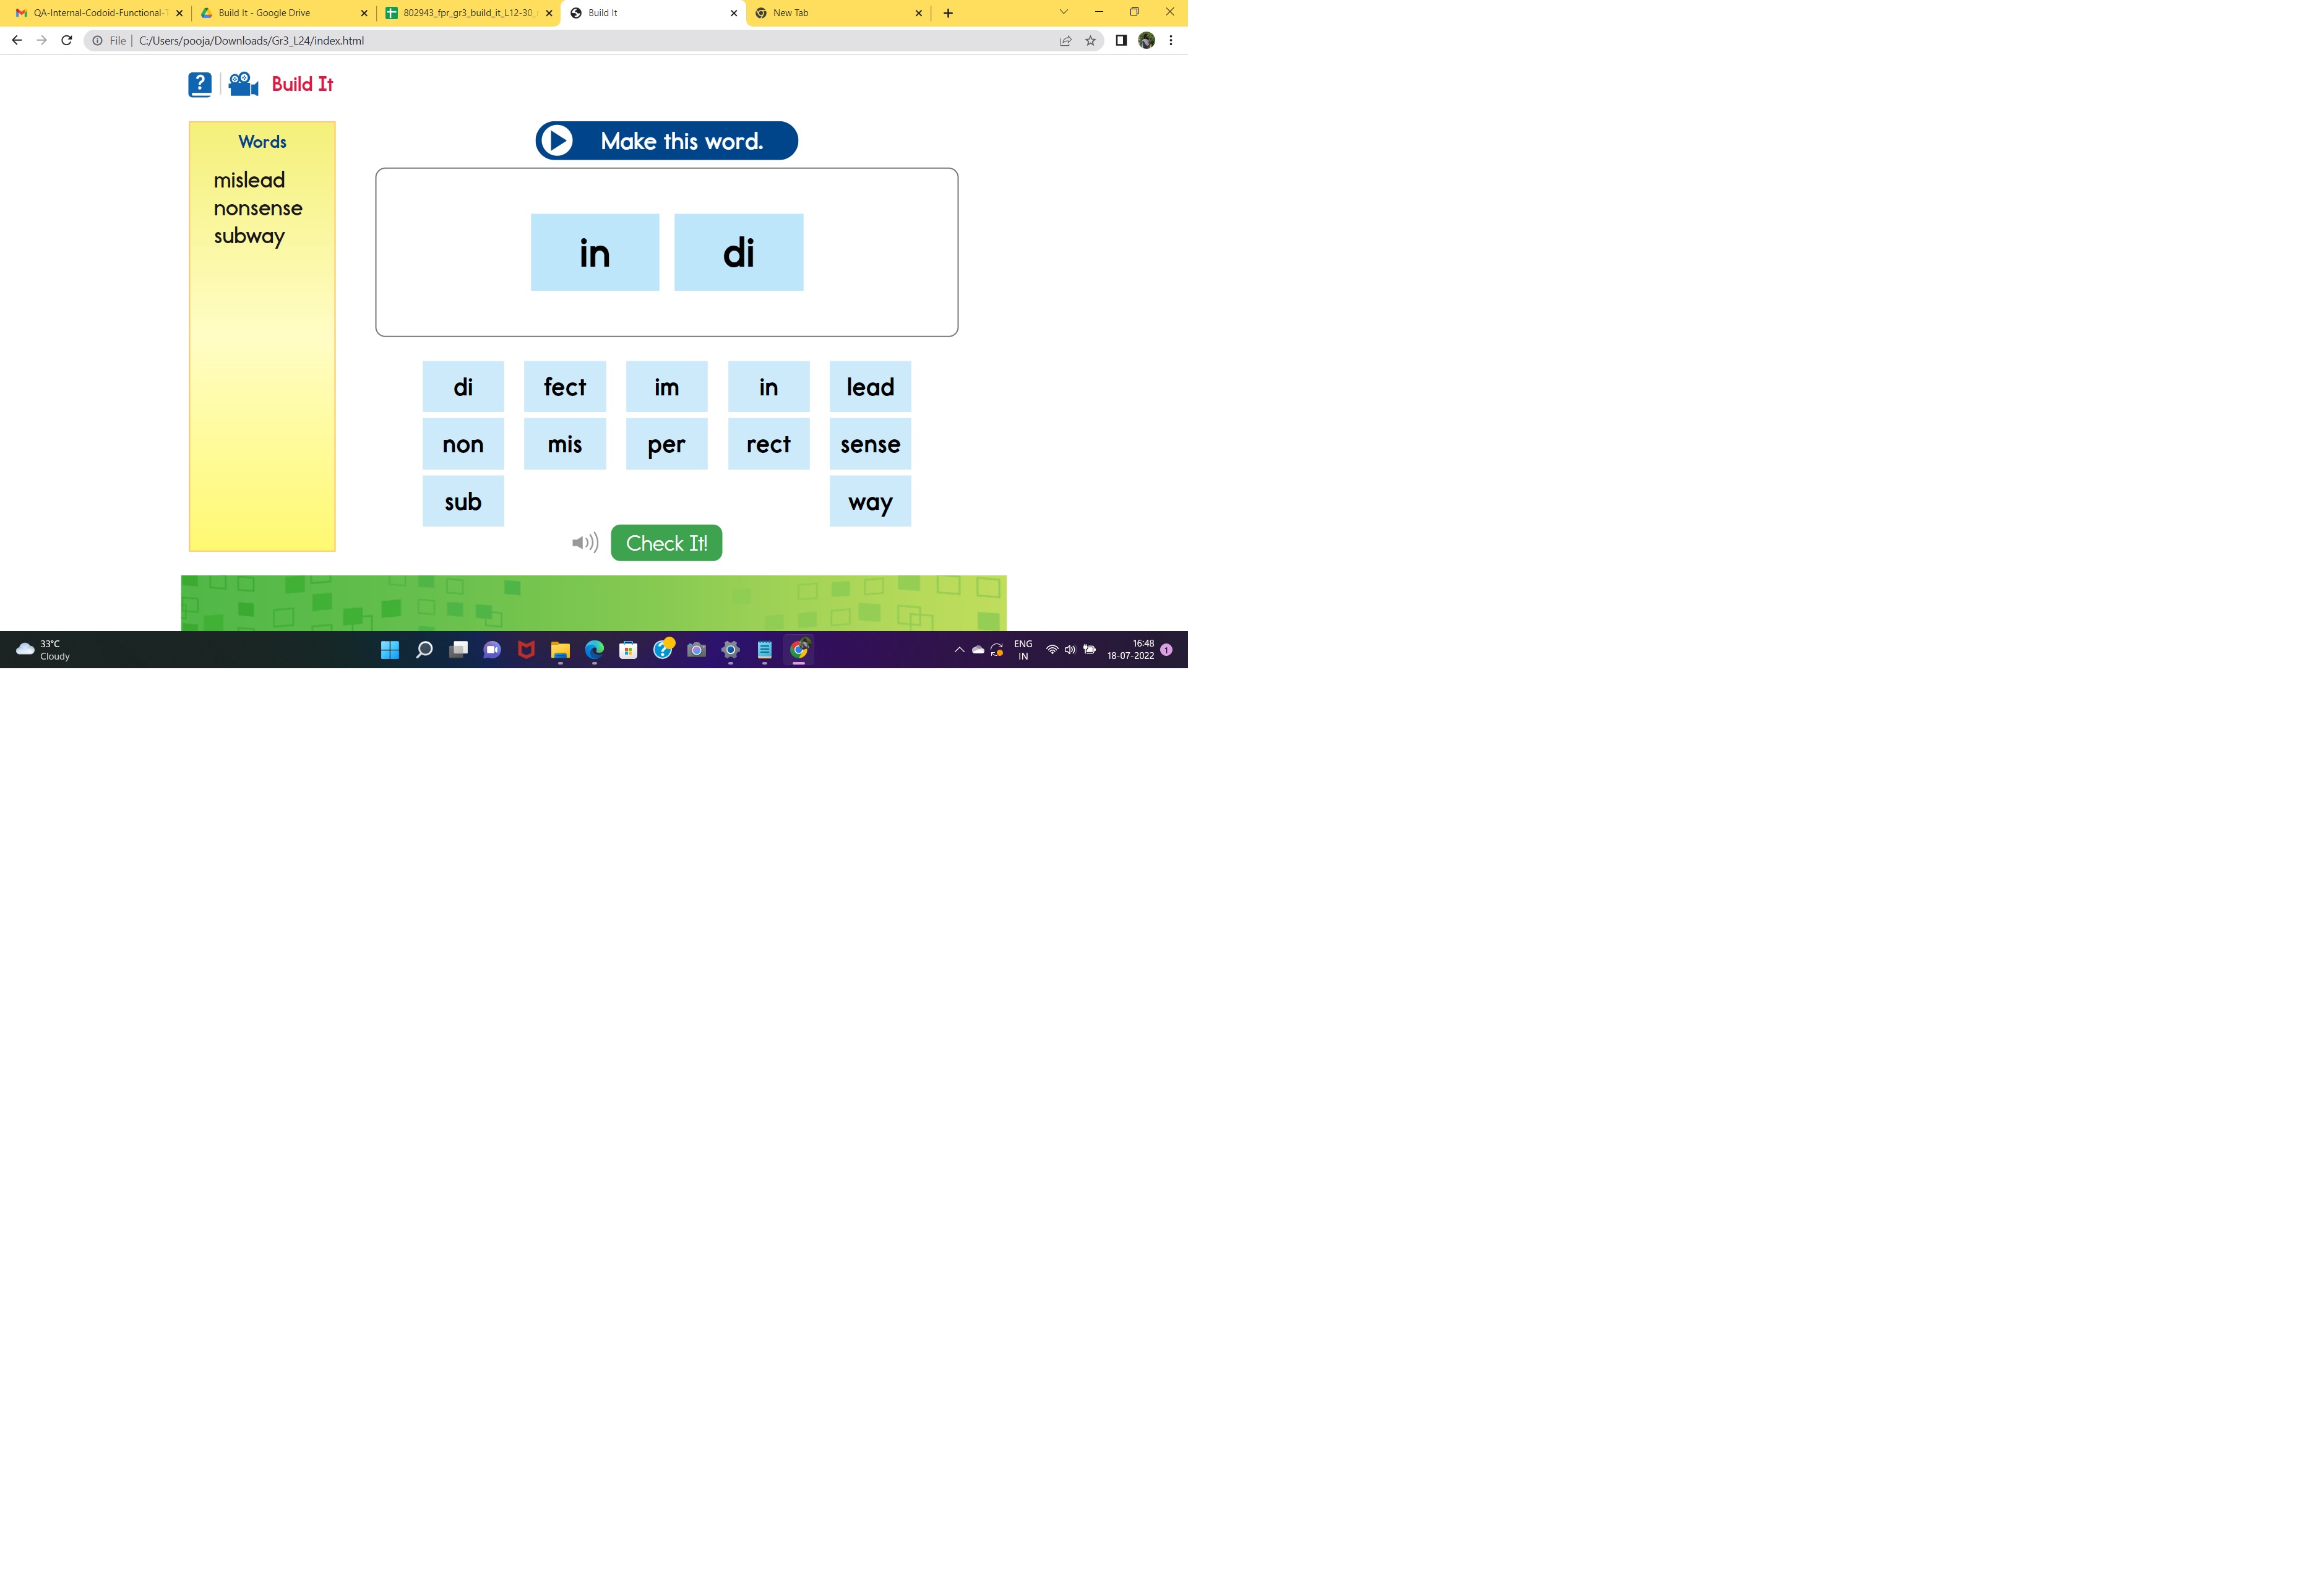 QA-Internal-Codoid-Functional-
Build It - Google Drive
802943_fpr_gr3_build_it_L12-30_
Build It
New Tab
File | C:/Users/pooja/Downloads/Gr3_L24/index.html
? Build It
Words
mislead
nonsense
subway
Make this word.
in di
di fect im in lead
non mis per rect sense
sub way
Check It!
33°C
Cloudy
ENG
IN
16:48
18-07-2022
1